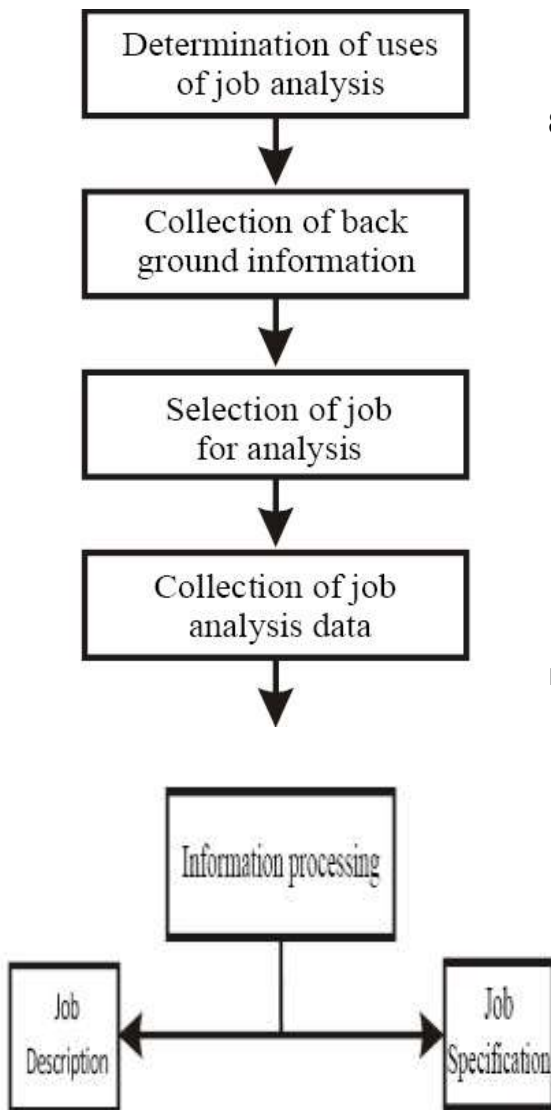 Determination of uses
of job analysis
Collection of back
ground information
Selection of job
for analysis
Collection of job
analysis data
Information processing
Job
Description
Job
Specification